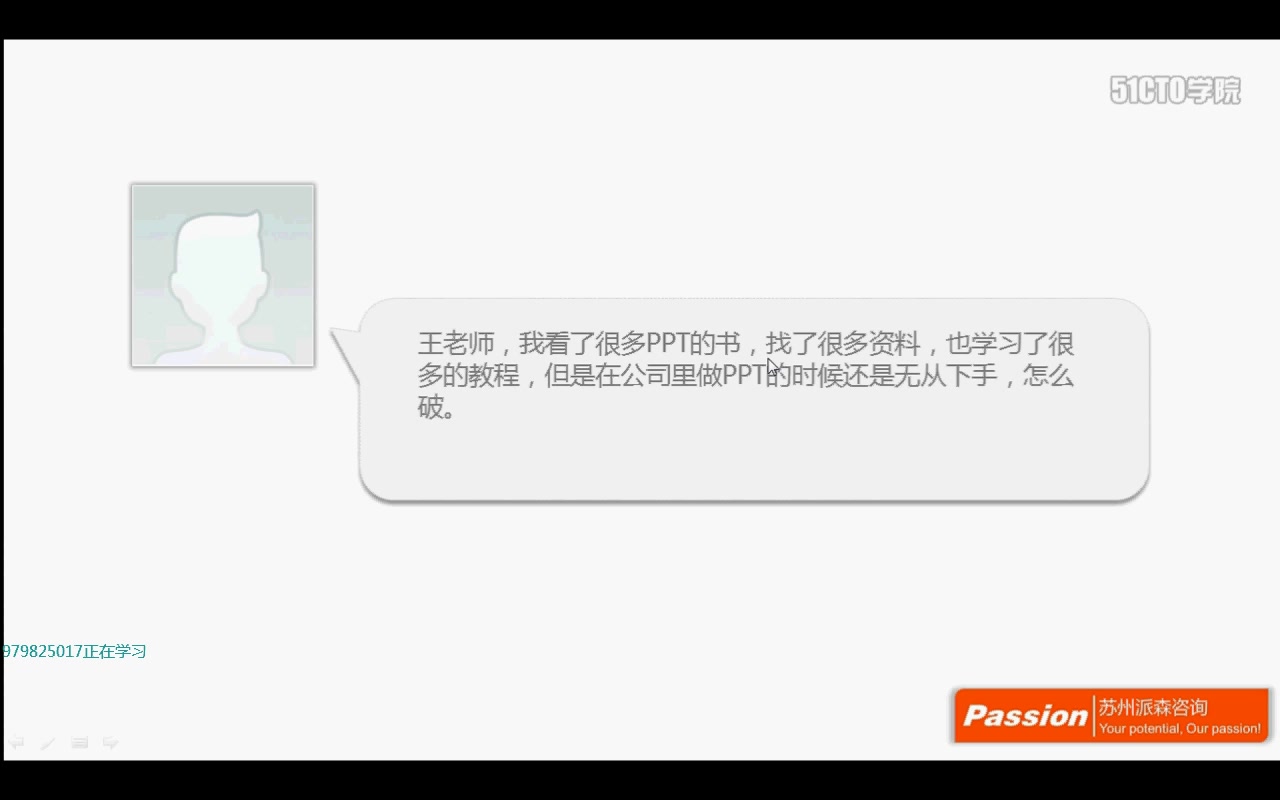 51CTO学院
王老师，我看了很多PPT的书，找了很多资料，也学习了很
多的教程，但是在公司里做PPT的时候还是无从下手，怎么
破。
979825017正在学习
Passion
苏州派森咨询
Your potential, Our passion!